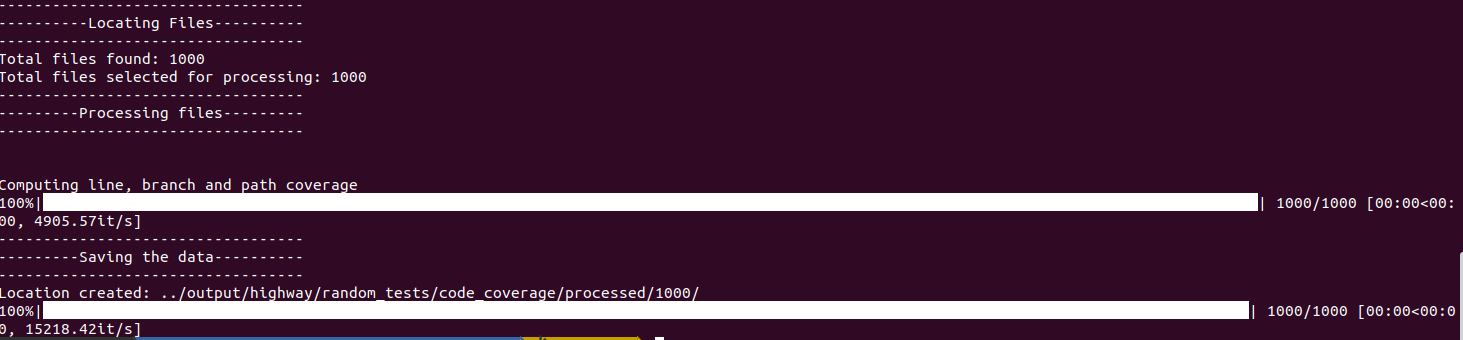 ----------------------------------
----------Locating Files----------
----------------------------------
Total files found: 1000
Total files selected for processing: 1000
----------------------------------
---------Processing files---------
----------------------------------
Computing line, branch and path coverage
100%|| 1000/1000 [00:00<00:
00, 4905.57it/s]
----------------------------------
---------Saving the data----------
----------------------------------
Location created: ../output/highway/random_tests/code_coverage/processed/1000/
100%|| 1000/1000 [00:00<00:0
0, 15218.42it/s]